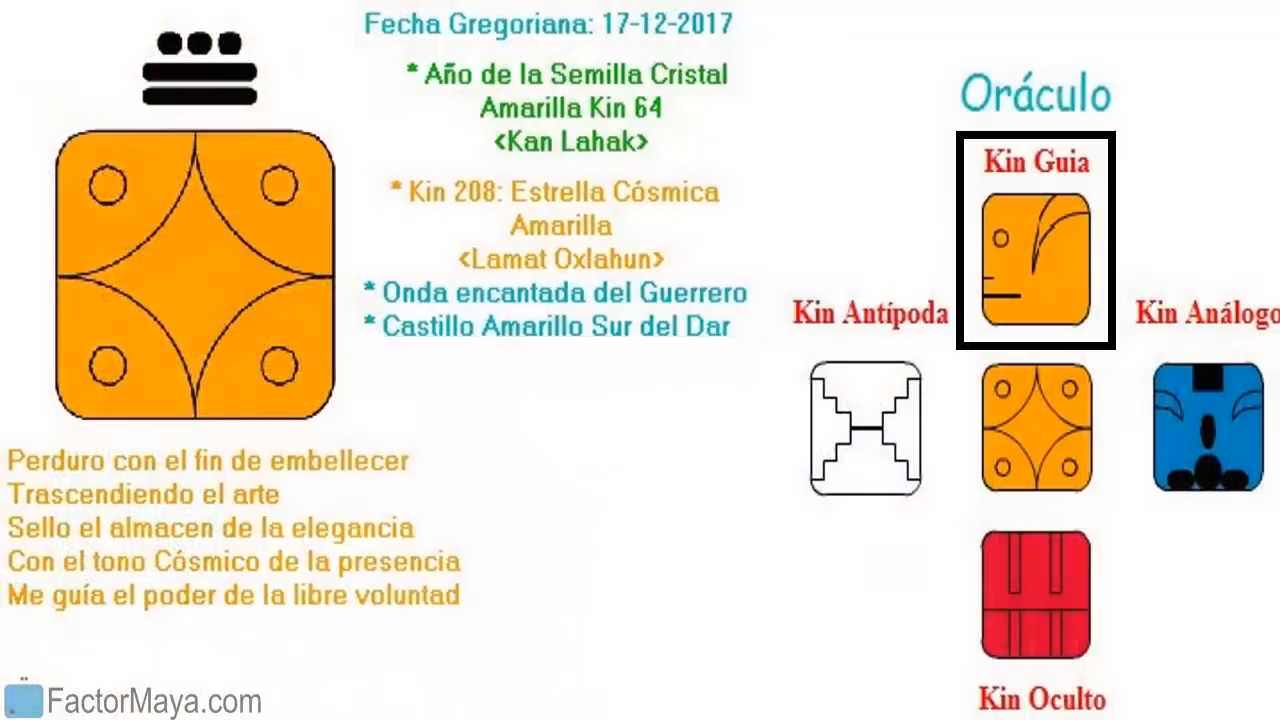 Fecha Gregoriana: 17-12-2017
* Año de la Semilla Cristal
Amarilla Kin 64
<Kan Lahak>
* Kin 208: Estrella Cósmica
Amarilla
<Lamat Oxlahun>
* Onda encantada del Guerrero
* Castillo Amarillo Sur del Dar
Perduro con el fin de embellecer
Trascendiendo el arte
Sello el almacen de la elegancia
Con el tono Cósmico de la presencia
Me guía el poder de la libre voluntad
Oráculo
Kin Guia
Kin Antípoda
Kin Análogo
Kin Oculto
FactorMaya.com